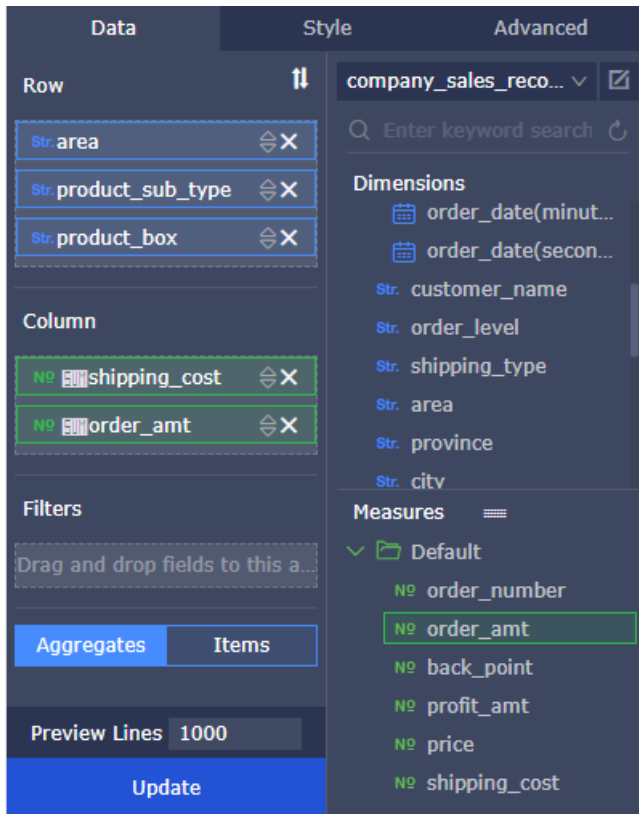 Data
Style
Advanced
Row
Str. area
Str. product_sub_type
Str. product_box
Column
Nº SUM shipping_cost
Nº SUM order_amt
Filters
Drag and drop fields to this a...
Aggregates
Items
Preview Lines 1000
Update
company_sales_reco...
Enter keyword search
Dimensions
order_date(minut...
order_date(secon...
Str. customer_name
Str. order_level
Str. shipping_type
Str. area
Str. province
Str. city
Measures
Default
Nº order_number
Nº order_amt
Nº back_point
Nº profit_amt
Nº price
Nº shipping_cost